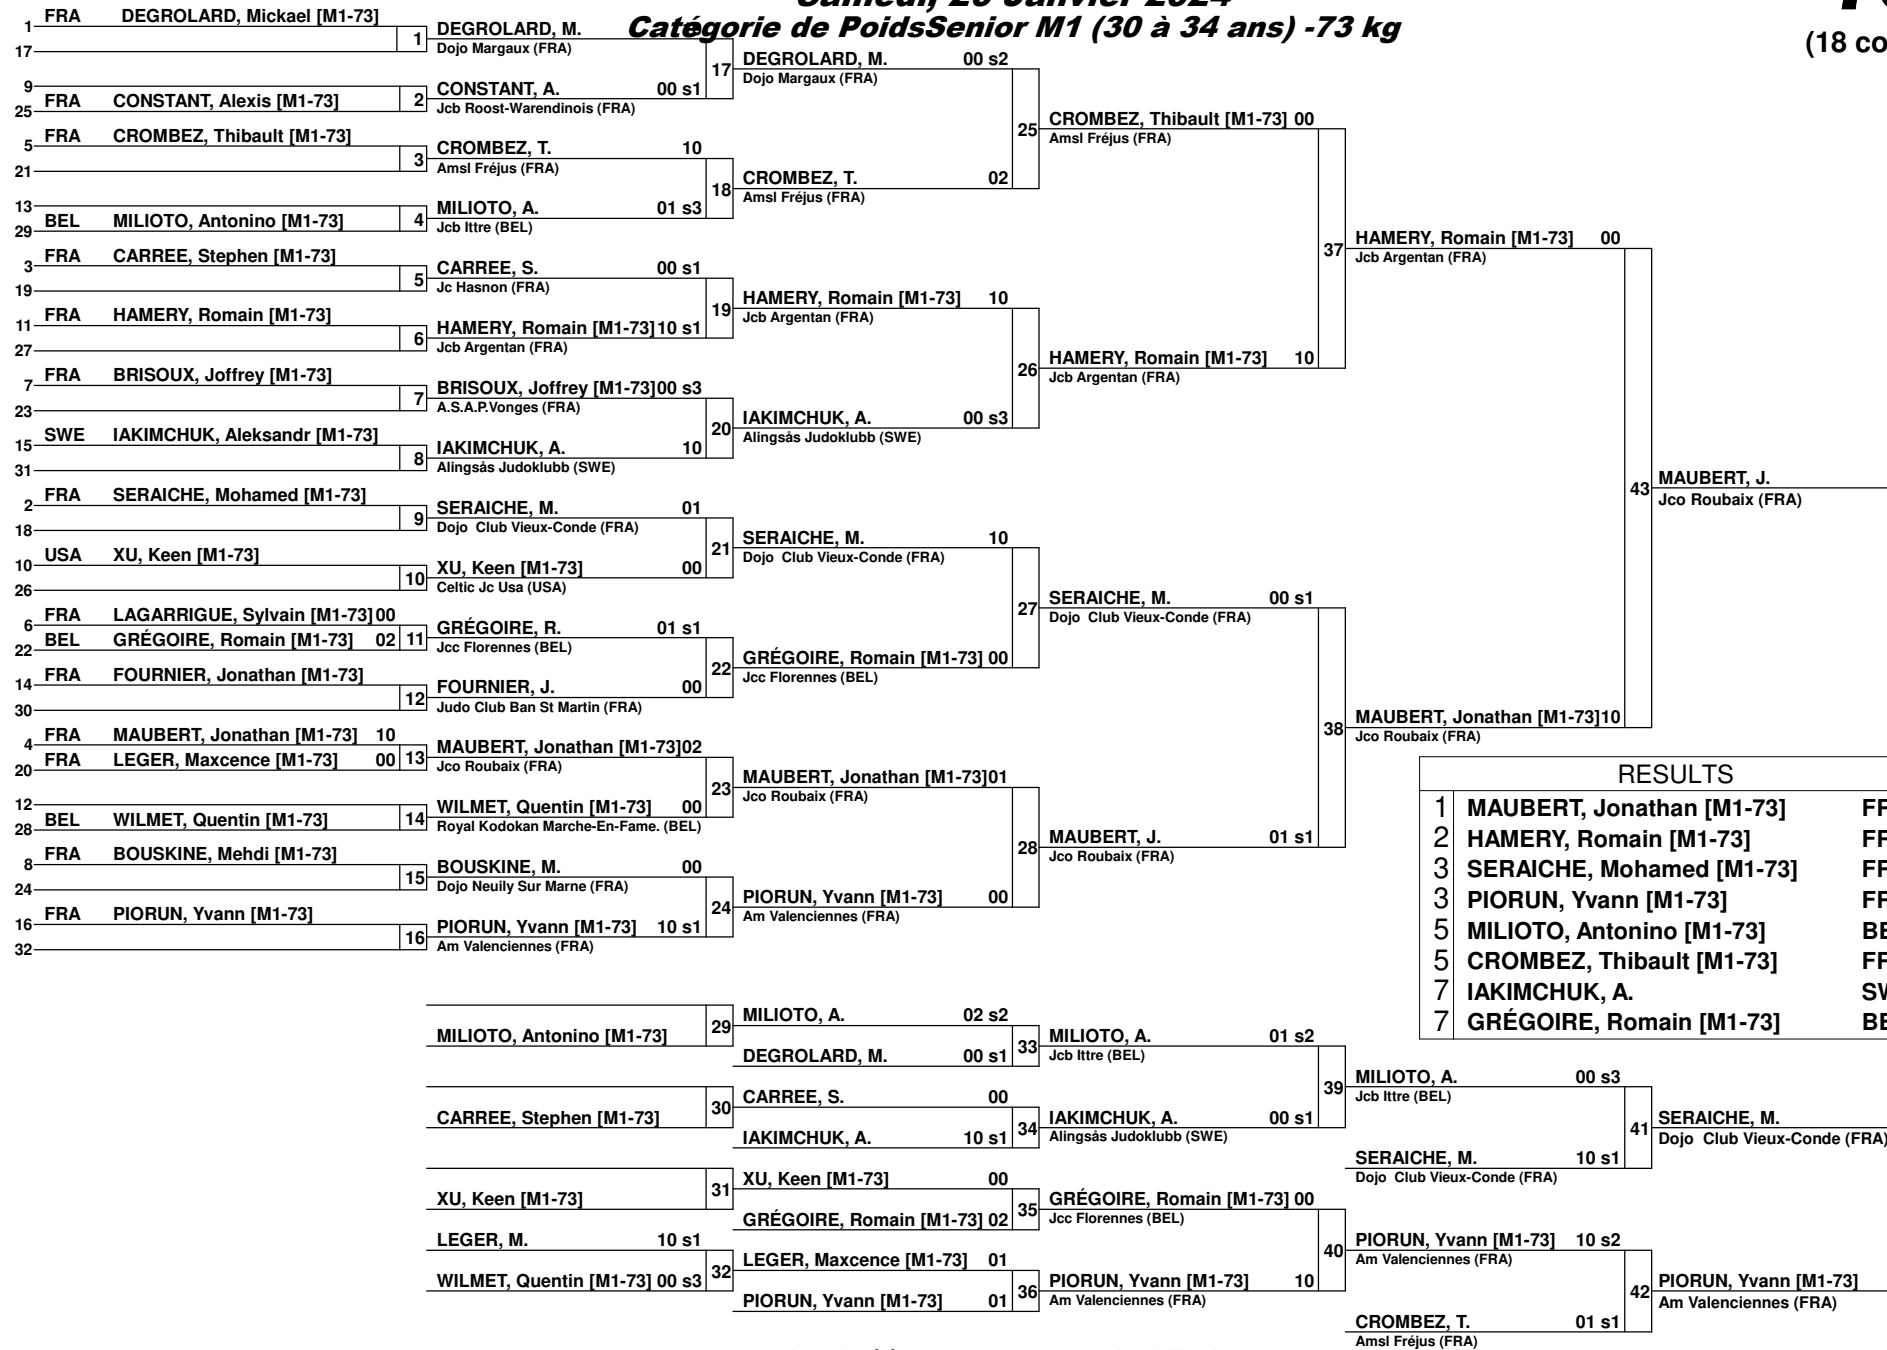 Catégorie de PoidsSenior M1 (30 à 34 ans) -73 kg
(18 co
1 FRA DEGROLARD, Mickael [M1-73]
17
1
9
25 FRA CONSTANT, Alexis [M1-73]
2
5 FRA CROMBEZ, Thibault [M1-73]
21
3
13
29 BEL MILIOTO, Antonino [M1-73]
4
3 FRA CARREE, Stephen [M1-73]
19
5
11 FRA HAMERY, Romain [M1-73]
27
6
7 FRA BRISOUX, Joffrey [M1-73]
23
7
15 SWE IAKIMCHUK, Aleksandr [M1-73]
31
8
2 FRA SERAICHE, Mohamed [M1-73]
18
9
10 USA XU, Keen [M1-73]
26
10
6 FRA LAGARRIGUE, Sylvain [M1-73] 00
22 BEL GRÉGOIRE, Romain [M1-73] 02
11
14 FRA FOURNIER, Jonathan [M1-73]
30
12
4 FRA MAUBERT, Jonathan [M1-73] 10
20 FRA LEGER, Maxcence [M1-73] 00
13
12
28 BEL WILMET, Quentin [M1-73]
14
8 FRA BOUSKINE, Mehdi [M1-73]
24
15
16 FRA PIORUN, Yvann [M1-73]
32
16
DEGROLARD, M.
Dojo Margaux (FRA)
17
CONSTANT, A. 00 s1
Jcb Roost-Warendinois (FRA)
CROMBEZ, T. 10
Amsl Fréjus (FRA)
18
MILIOTO, A. 01 s3
Jcb Ittre (BEL)
CARREE, S. 00 s1
Jc Hasnon (FRA)
19
HAMERY, Romain [M1-73] 10 s1
Jcb Argentan (FRA)
BRISOUX, Joffrey [M1-73] 00 s3
A.S.A.P.Vonges (FRA)
20
IAKIMCHUK, A. 10
Alingsås Judoklubb (SWE)
SERAICHE, M. 01
Dojo Club Vieux-Conde (FRA)
21
XU, Keen [M1-73] 00
Celtic Jc Usa (USA)
GRÉGOIRE, R. 01 s1
Jcc Florennes (BEL)
22
FOURNIER, J. 00
Judo Club Ban St Martin (FRA)
MAUBERT, Jonathan [M1-73] 02
Jco Roubaix (FRA)
23
WILMET, Quentin [M1-73] 00
Royal Kodokan Marche-En-Fame. (BEL)
BOUSKINE, M. 00
Dojo Neuily Sur Marne (FRA)
24
PIORUN, Yvann [M1-73] 10 s1
Am Valenciennes (FRA)
DEGROLARD, M. 00 s2
Dojo Margaux (FRA)
25
CROMBEZ, T. 02
Amsl Fréjus (FRA)
HAMERY, Romain [M1-73] 10
Jcb Argentan (FRA)
26
IAKIMCHUK, A. 00 s3
Alingsås Judoklubb (SWE)
SERAICHE, M. 10
Dojo Club Vieux-Conde (FRA)
27
GRÉGOIRE, Romain [M1-73] 00
Jcc Florennes (BEL)
MAUBERT, Jonathan [M1-73] 01
Jco Roubaix (FRA)
28
PIORUN, Yvann [M1-73] 00
Am Valenciennes (FRA)
CROMBEZ, Thibault [M1-73] 00
Amsl Fréjus (FRA)
37
HAMERY, Romain [M1-73] 10
Jcb Argentan (FRA)
SERAICHE, M. 00 s1
Dojo Club Vieux-Conde (FRA)
38
MAUBERT, J. 01 s1
Jco Roubaix (FRA)
HAMERY, Romain [M1-73] 00
Jcb Argentan (FRA)
43
MAUBERT, Jonathan [M1-73] 10
Jco Roubaix (FRA)
MAUBERT, J.
Jco Roubaix (FRA)
RESULTS
1 MAUBERT, Jonathan [M1-73]
2 HAMERY, Romain [M1-73]
3 SERAICHE, Mohamed [M1-73]
3 PIORUN, Yvann [M1-73]
5 MILIOTO, Antonino [M1-73]
5 CROMBEZ, Thibault [M1-73]
7 IAKIMCHUK, A.
7 GRÉGOIRE, Romain [M1-73]
MILIOTO, Antonino [M1-73]
29
CARREE, Stephen [M1-73]
30
XU, Keen [M1-73]
31
LEGER, M. 10 s1
32
WILMET, Quentin [M1-73] 00 s3
MILIOTO, A. 02 s2
33
DEGROLARD, M. 00 s1
CARREE, S. 00
34
IAKIMCHUK, A. 10 s1
XU, Keen [M1-73] 00
35
GRÉGOIRE, Romain [M1-73] 02
LEGER, Maxcence [M1-73] 01
36
PIORUN, Yvann [M1-73] 01
MILIOTO, A. 01 s2
Jcb Ittre (BEL)
39
IAKIMCHUK, A. 00 s1
Alingsås Judoklubb (SWE)
GRÉGOIRE, Romain [M1-73] 00
Jcc Florennes (BEL)
40
PIORUN, Yvann [M1-73] 10
Am Valenciennes (FRA)
MILIOTO, A. 00 s3
Jcb Ittre (BEL)
41
SERAICHE, M. 10 s1
Dojo Club Vieux-Conde (FRA)
PIORUN, Yvann [M1-73] 10 s2
Am Valenciennes (FRA)
42
CROMBEZ, T. 01 s1
Amsl Fréjus (FRA)
SERAICHE, M.
Dojo Club Vieux-Conde (FRA)
PIORUN, Yvann [M1-73]
Am Valenciennes (FRA)